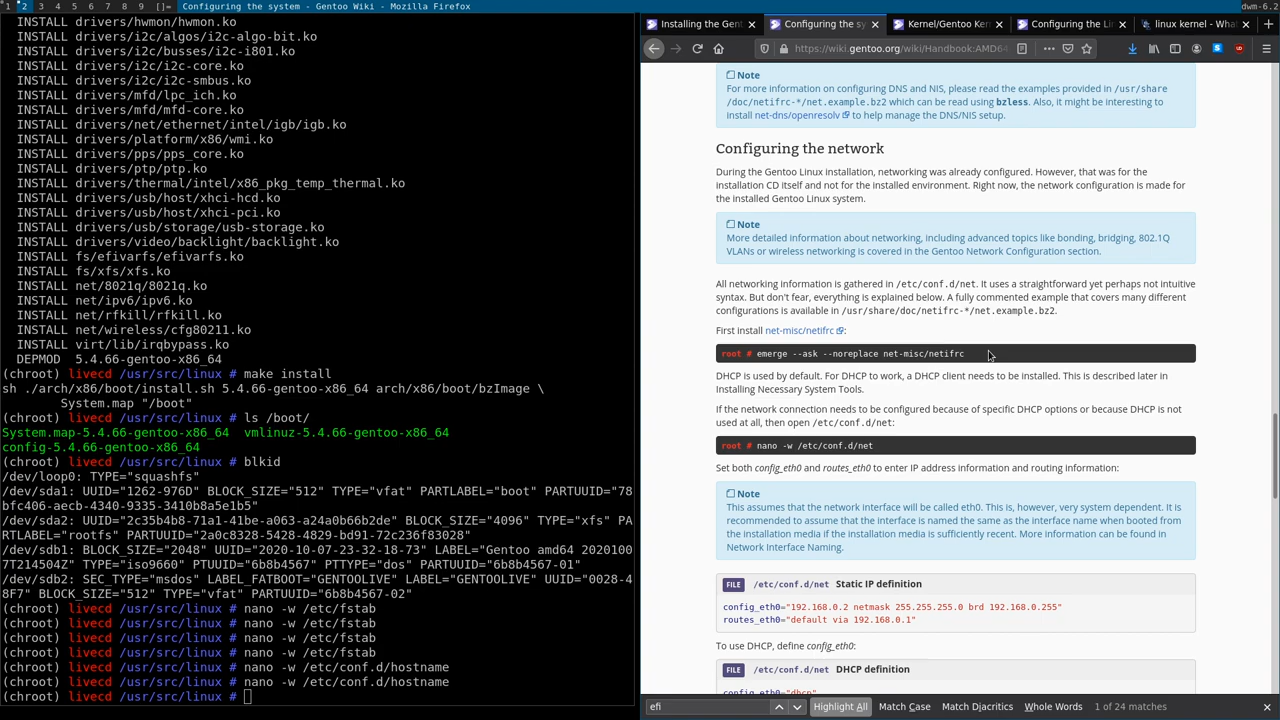 1 2 3 4 5 6 7 8 9 []= Configuring the system - Gentoo Wiki - Mozilla Firefox dwm-6.2
INSTALL drivers/hwmon/hwmon.ko
INSTALL drivers/i2c/algos/i2c-algo-bit.ko
INSTALL drivers/i2c/busses/i2c-i801.ko
INSTALL drivers/i2c/i2c-core.ko
INSTALL drivers/i2c/i2c-smbus.ko
INSTALL drivers/mfd/lpc_ich.ko
INSTALL drivers/mfd/mfd-core.ko
INSTALL drivers/net/ethernet/intel/igb/igb.ko
INSTALL drivers/platform/x86/wmi.ko
INSTALL drivers/pps/pps_core.ko
INSTALL drivers/ptp/ptp.ko
INSTALL drivers/thermal/intel/x86_pkg_temp_thermal.ko
INSTALL drivers/usb/host/xhci-hcd.ko
INSTALL drivers/usb/host/xhci-pci.ko
INSTALL drivers/usb/storage/usb-storage.ko
INSTALL drivers/video/backlight/backlight.ko
INSTALL fs/efivarfs/efivarfs.ko
INSTALL fs/xfs/xfs.ko
INSTALL net/8021q/8021q.ko
INSTALL net/ipv6/ipv6.ko
INSTALL net/rfkill/rfkill.ko
INSTALL net/wireless/cfg80211.ko
INSTALL virt/lib/irqbypass.ko
DEPMOD 5.4.66-gentoo-x86_64
(chroot) livecd /usr/src/linux # make install
sh ./arch/x86/boot/install.sh 5.4.66-gentoo-x86_64 arch/x86/boot/bzImage \
System.map "/boot"
(chroot) livecd /usr/src/linux # ls /boot/
System.map-5.4.66-gentoo-x86_64 vmlinuz-5.4.66-gentoo-x86_64
config-5.4.66-gentoo-x86_64
(chroot) livecd /usr/src/linux # blkid
/dev/loop0: TYPE="squashfs"
/dev/sda1: UUID="1262-976D" BLOCK_SIZE="512" TYPE="vfat" PARTLABEL="boot" PARTUUID="78
bfc406-aecb-4340-9335-3410b8a5e1b5"
/dev/sda2: UUID="2c35b4b8-71a1-41be-a063-a24a0b66b2de" BLOCK_SIZE="4096" TYPE="xfs" PA
RTLABEL="rootfs" PARTUUID="2a0c8328-5428-4829-bd91-72c236f83028"
/dev/sdb1: BLOCK_SIZE="2048" UUID="2020-10-07-23-32-18-73" LABEL="Gentoo amd64 2020100
7T214504Z" TYPE="iso9660" PTUUID="6b8b4567" PTTYPE="dos" PARTUUID="6b8b4567-01"
/dev/sdb2: SEC_TYPE="msdos" LABEL_FATBOOT="GENTOOLIVE" LABEL="GENTOOLIVE" UUID="0028-4
8F7" BLOCK_SIZE="512" TYPE="vfat" PARTUUID="6b8b4567-02"
(chroot) livecd /usr/src/linux # nano -w /etc/fstab
(chroot) livecd /usr/src/linux # nano -w /etc/fstab
(chroot) livecd /usr/src/linux # nano -w /etc/fstab
(chroot) livecd /usr/src/linux # nano -w /etc/fstab
(chroot) livecd /usr/src/linux # nano -w /etc/conf.d/hostname
(chroot) livecd /usr/src/linux # nano -w /etc/conf.d/hostname
(chroot) livecd /usr/src/linux #
Installing the Gent Configuring the sy Kernel/Gentoo Ker Configuring the Li linux kernel - Wha
https://wiki.gentoo.org/wiki/Handbook:AMD6
Note
For more information on configuring DNS and NIS, please read the examples provided in /usr/share
/doc/netifrc-*/net.example.bz2 which can be read using bzless. Also, it might be interesting to
install net-dns/openresolv to help manage the DNS/NIS setup.
Configuring the network
During the Gentoo Linux installation, networking was already configured. However, that was for the
installation CD itself and not for the installed environment. Right now, the network configuration is made for
the installed Gentoo Linux system.
Note
More detailed information about networking, including advanced topics like bonding, bridging, 802.1Q
VLANs or wireless networking is covered in the Gentoo Network Configuration section.
All networking information is gathered in /etc/conf.d/net. It uses a straightforward yet perhaps not intuitive
syntax. But don't fear, everything is explained below. A fully commented example that covers many different
configurations is available in /usr/share/doc/netifrc-*/net.example.bz2.
First install net-misc/netifrc:
root # emerge --ask --noreplace net-misc/netifrc
DHCP is used by default. For DHCP to work, a DHCP client needs to be installed. This is described later in
Installing Necessary System Tools.
If the network connection needs to be configured because of specific DHCP options or because DHCP is not
used at all, then open /etc/conf.d/net:
root # nano -w /etc/conf.d/net
Set both config_eth0 and routes_eth0 to enter IP address information and routing information:
Note
This assumes that the network interface will be called eth0. This is, however, very system dependent. It is
recommended to assume that the interface is named the same as the interface name when booted
from the installation media if the installation media is sufficiently recent. More information can be found in
Network Interface Naming.
FILE /etc/conf.d/net Static IP definition
config_eth0="192.168.0.2 netmask 255.255.255.0 brd 192.168.0.255"
routes_eth0="default via 192.168.0.1"
To use DHCP, define config_eth0:
FILE /etc/conf.d/net DHCP definition
config_eth0="dhcp"
efi Highlight All Match Case Match Diacritics Whole Words 1 of 24 matches